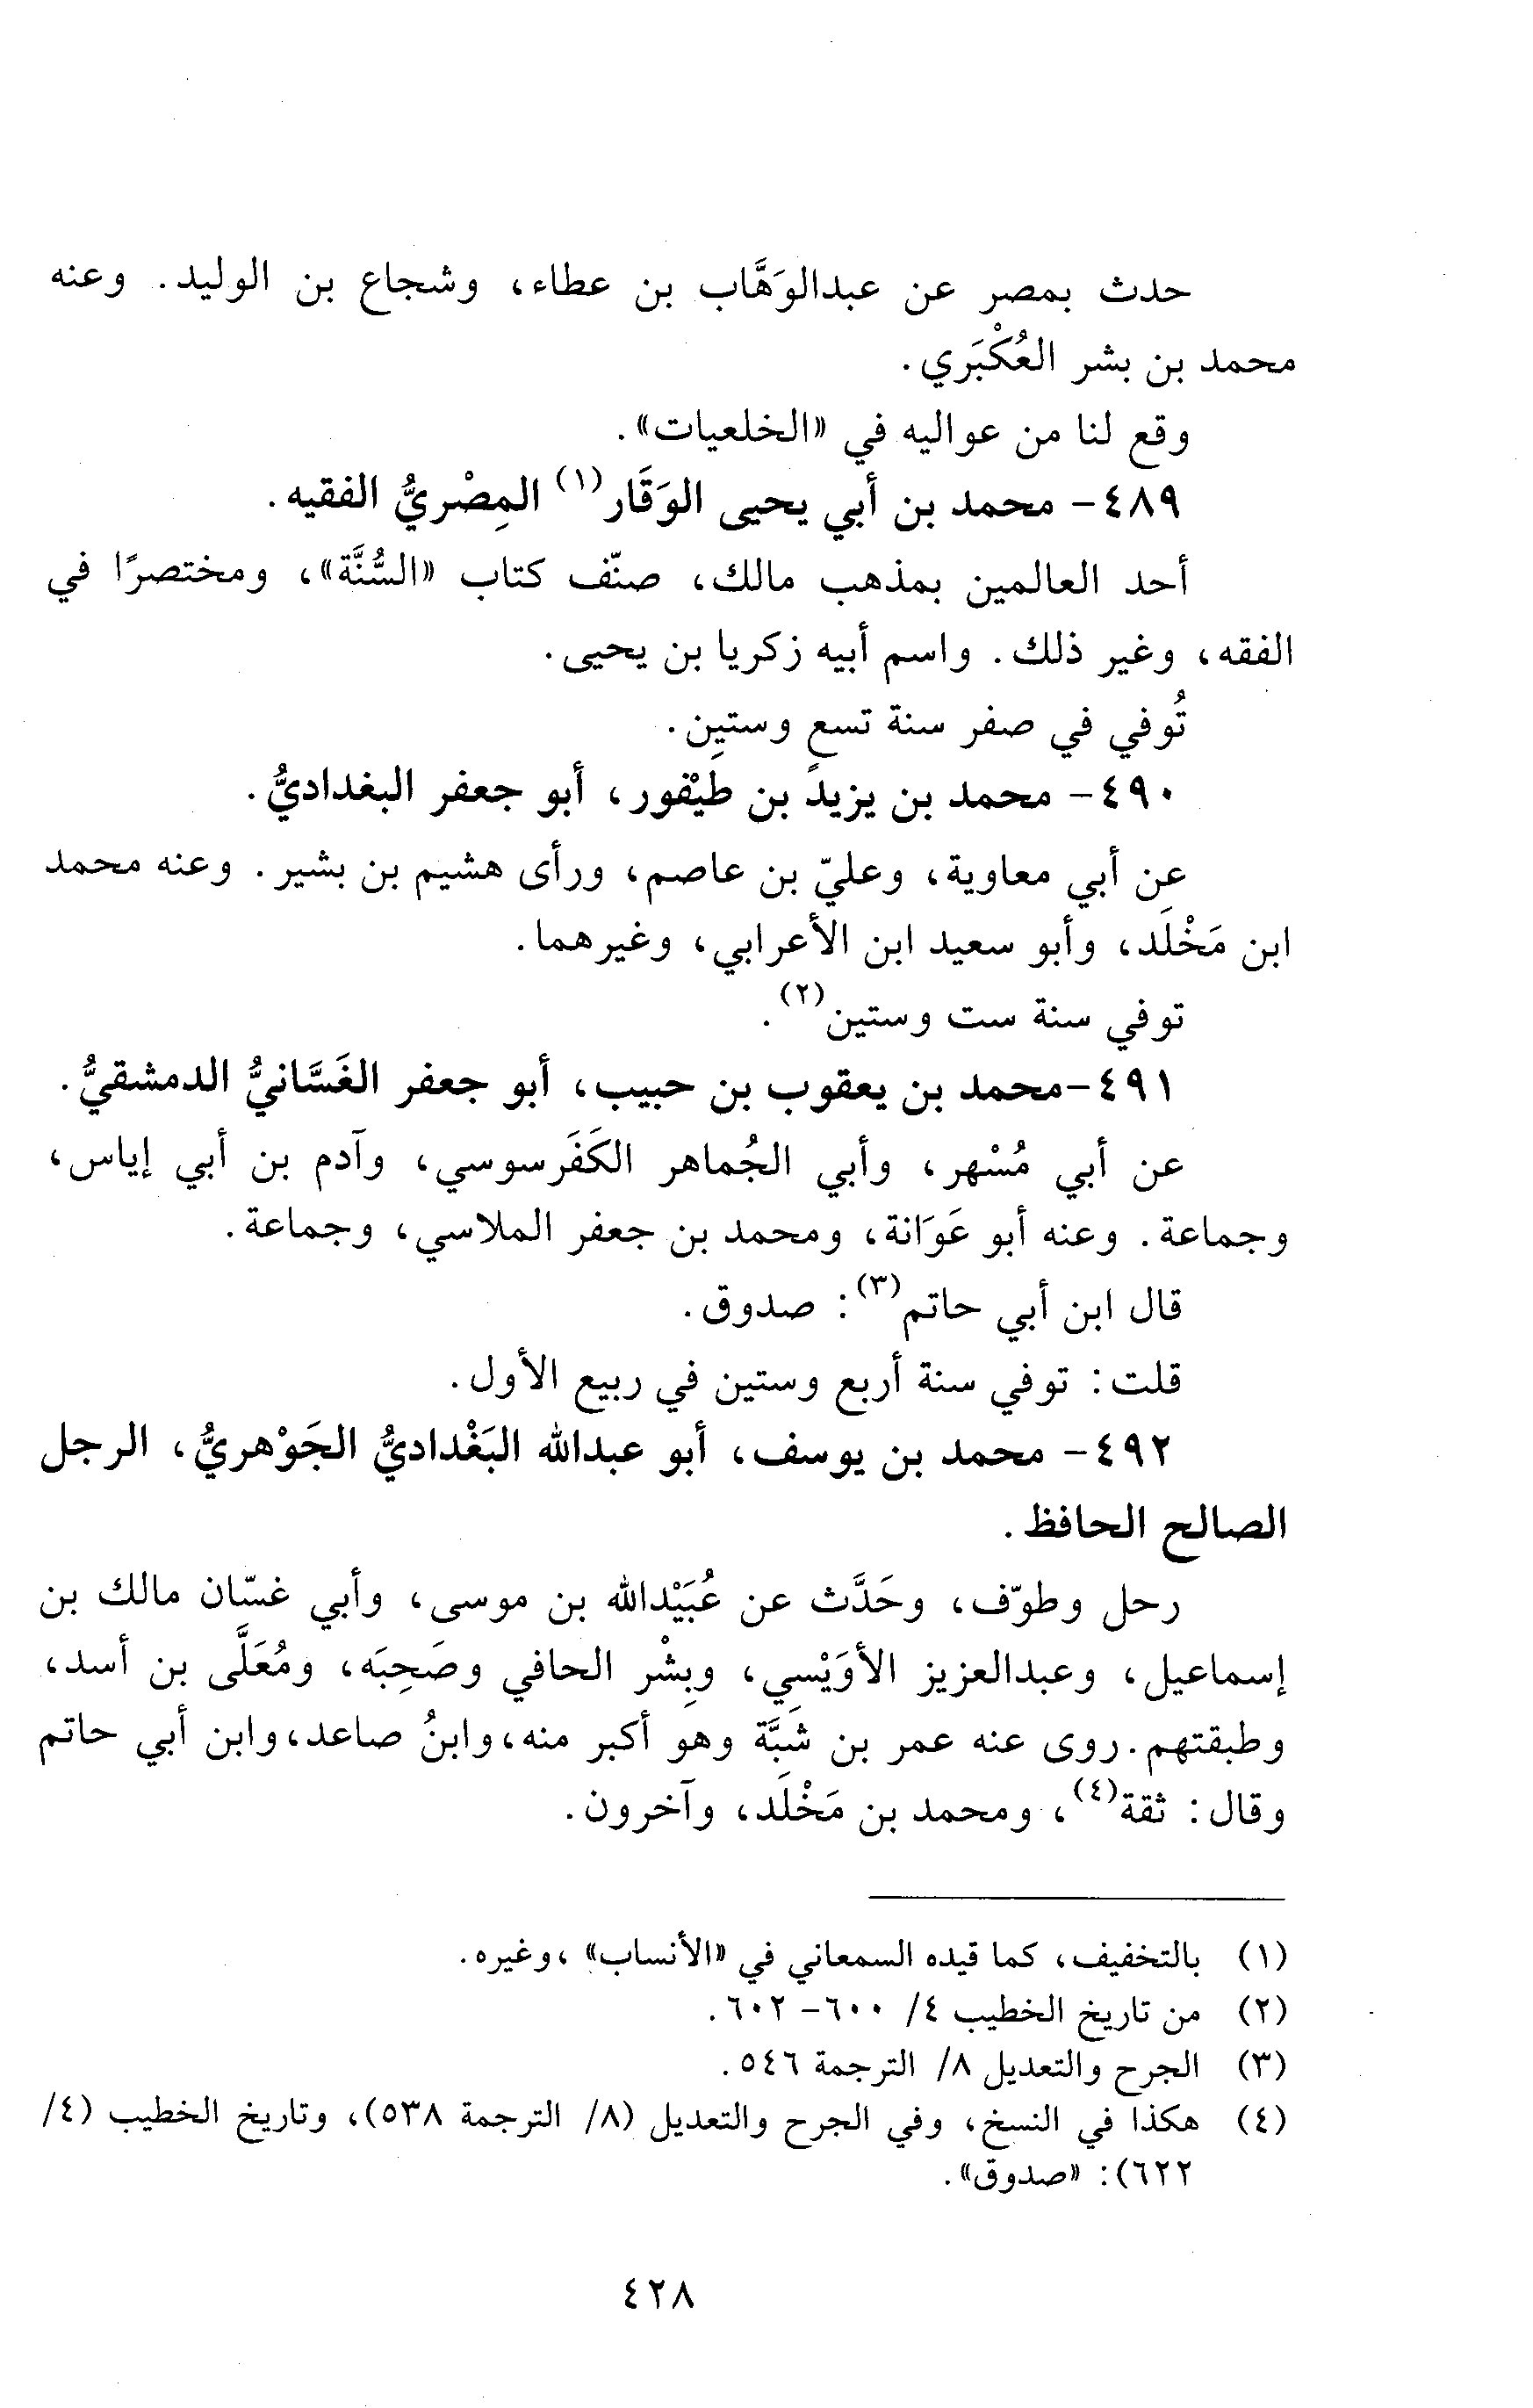 حدث بمصر عن عبدالوَهَّاب بن عطاء، وشجاع بن الوليد. وعنه
محمد بن بشر العُكْبَري.
وقع لنا من عواليه في «الخلعيات».
٤٨٩- محمد بن أبي يحيى الوَقَار(١) المِصْريُّ الفقيه.
أحد العالمين بمذهب مالك، صنّف كتاب «السُّنَّة»، ومختصرًا في
الفقه، وغير ذلك. واسم أبيه زكريا بن يحيى.
تُوفي في صفر سنة تسع وستين.
٤٩٠- محمد بن يزيد بن طَيْفور، أبو جعفر البغداديُّ.
عن أبي معاوية، وعليّ بن عاصم، ورأى هشيم بن بشير. وعنه محمد
ابن مَخْلَد، وأبو سعيد ابن الأعرابي، وغيرهما.
توفي سنة ست وستين(٢).
٤٩١-محمد بن يعقوب بن حبيب، أبو جعفر الغَسَّانيُّ الدمشقيُّ.
عن أبي مُسْهر، وأبي الجُماهر الكَفَرسوسي، وآدم بن أبي إياس،
وجماعة. وعنه أبو عَوَانة، ومحمد بن جعفر الملاسي، وجماعة.
قال ابن أبي حاتم(٣): صدوق.
قلت: توفي سنة أربع وستين في ربيع الأول.
٤٩٢- محمد بن يوسف، أبو عبدالله البَغْداديُّ الجَوْهريُّ، الرجل
الصالح الحافظ.
رحل وطوّف، وحَدَّث عن عُبَيْدالله بن موسى، وأبي غسّان مالك بن
إسماعيل، وعبدالعزيز الأوَيْسِي، وبِشْر الحافي وصَحِبَه، ومُعَلَّى بن أسد،
وطبقتهم. روى عنه عمر بن شَبَّة وهو أكبر منه، وابنُ صاعد، وابن أبي حاتم
وقال: ثقة(٤)، ومحمد بن مَخْلَد، وآخرون.
(١) بالتخفيف، كما قيده السمعاني في «الأنساب»، وغيره.
(٢) من تاريخ الخطيب ٤/ ٦٠٠- ٦٠٢.
(٣) الجرح والتعديل ٨/ الترجمة ٥٤٦.
(٤) هكذا في النسخ، وفي الجرح والتعديل (٨/ الترجمة ٥٣٨)، وتاريخ الخطيب (٤/
٦٢٢): «صدوق».
٤٢٨